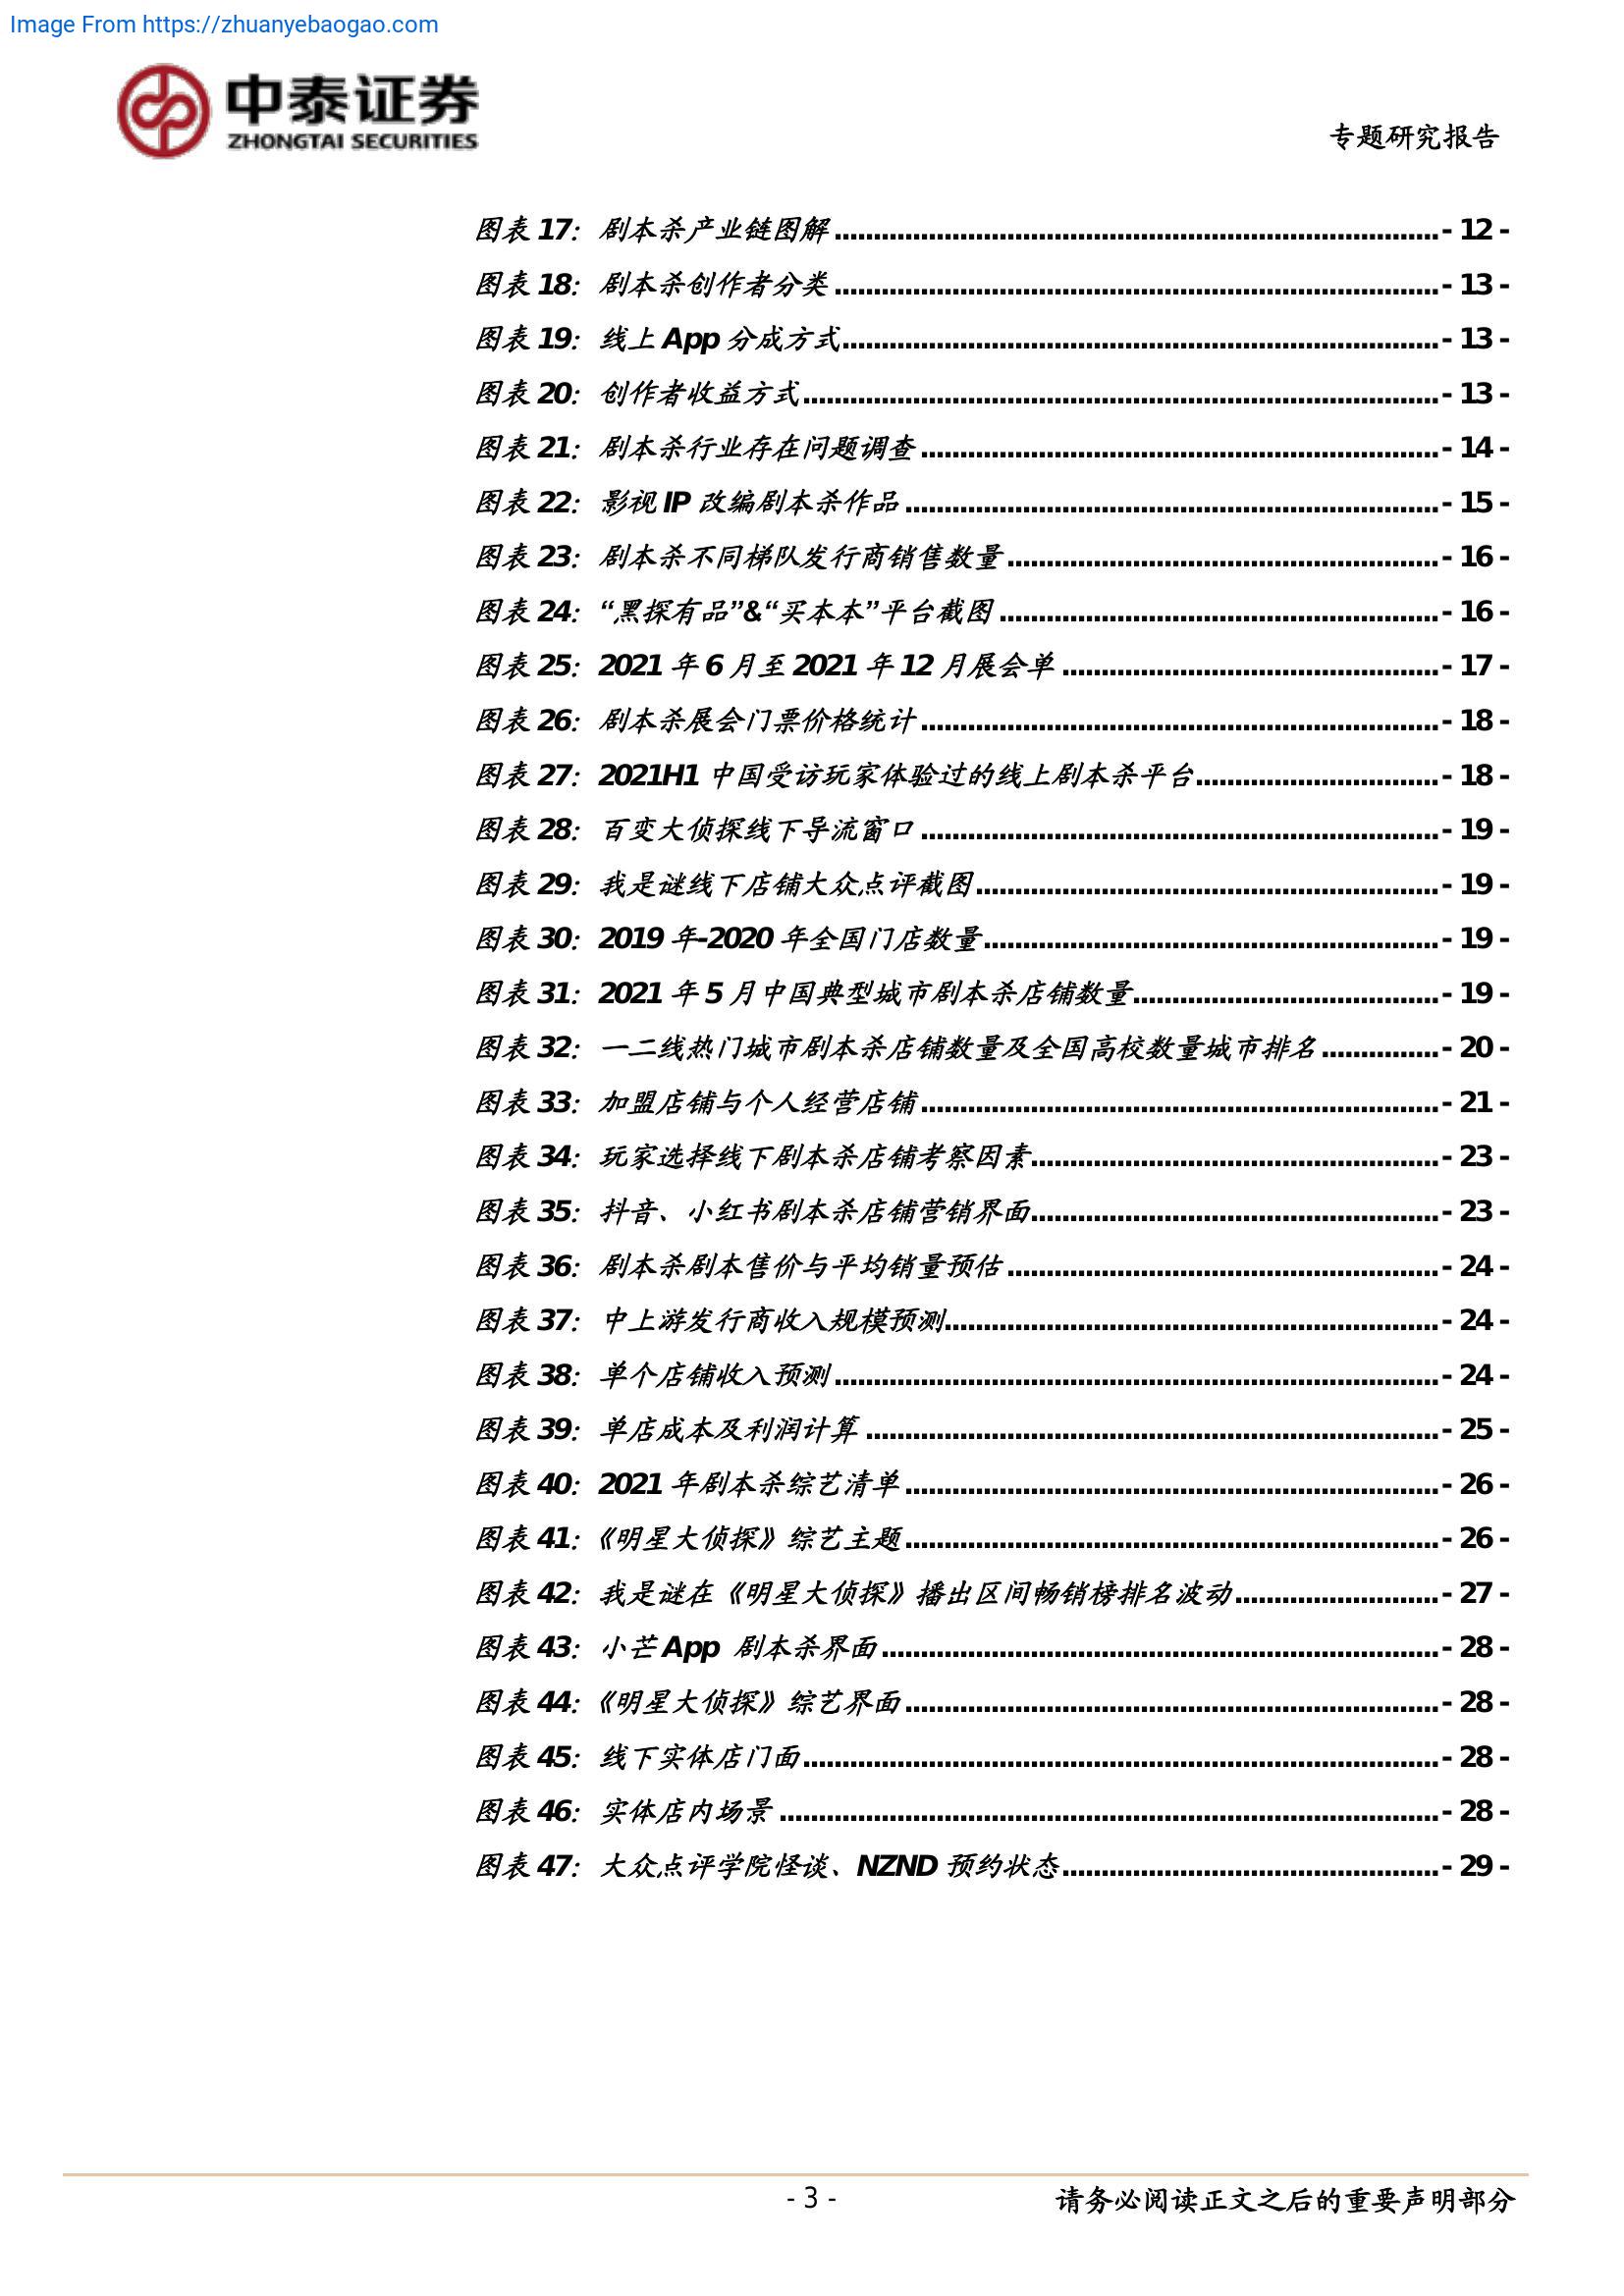 Image From https://zhuanyebaogao.com
中泰证券
ZHONGTAI SECURITIES
专题研究报告
图表 17：剧本杀产业链图解 - 12 -
图表 18：剧本杀创作者分类 - 13 -
图表 19：线上 App 分成方式 - 13 -
图表 20：创作者收益方式 - 13 -
图表 21：剧本杀行业存在问题调查 - 14 -
图表 22：影视 IP 改编剧本杀作品 - 15 -
图表 23：剧本杀不同梯队发行商销售数量 - 16 -
图表 24：“黑探有品”&“买本本”平台截图 - 16 -
图表 25：2021 年 6 月至 2021 年 12 月展会单 - 17 -
图表 26：剧本杀展会门票价格统计 - 18 -
图表 27：2021H1 中国受访玩家体验过的线上剧本杀平台 - 18 -
图表 28：百变大侦探线下导流窗口 - 19 -
图表 29：我是谜线下店铺大众点评截图 - 19 -
图表 30：2019 年-2020 年全国门店数量 - 19 -
图表 31：2021 年 5 月中国典型城市剧本杀店铺数量 - 19 -
图表 32：一二线热门城市剧本杀店铺数量及全国高校数量城市排名 - 20 -
图表 33：加盟店铺与个人经营店铺 - 21 -
图表 34：玩家选择线下剧本杀店铺考察因素 - 23 -
图表 35：抖音、小红书剧本杀店铺营销界面 - 23 -
图表 36：剧本杀剧本售价与平均销量预估 - 24 -
图表 37：中上游发行商收入规模预测 - 24 -
图表 38：单个店铺收入预测 - 24 -
图表 39：单店成本及利润计算 - 25 -
图表 40：2021 年剧本杀综艺清单 - 26 -
图表 41：《明星大侦探》综艺主题 - 26 -
图表 42：我是谜在《明星大侦探》播出区间畅销榜排名波动 - 27 -
图表 43：小芒 App 剧本杀界面 - 28 -
图表 44：《明星大侦探》综艺界面 - 28 -
图表 45：线下实体店门面 - 28 -
图表 46：实体店内场景 - 28 -
图表 47：大众点评学院怪谈、NZND 预约状态 - 29 -
- 3 -
请务必阅读正文之后的重要声明部分